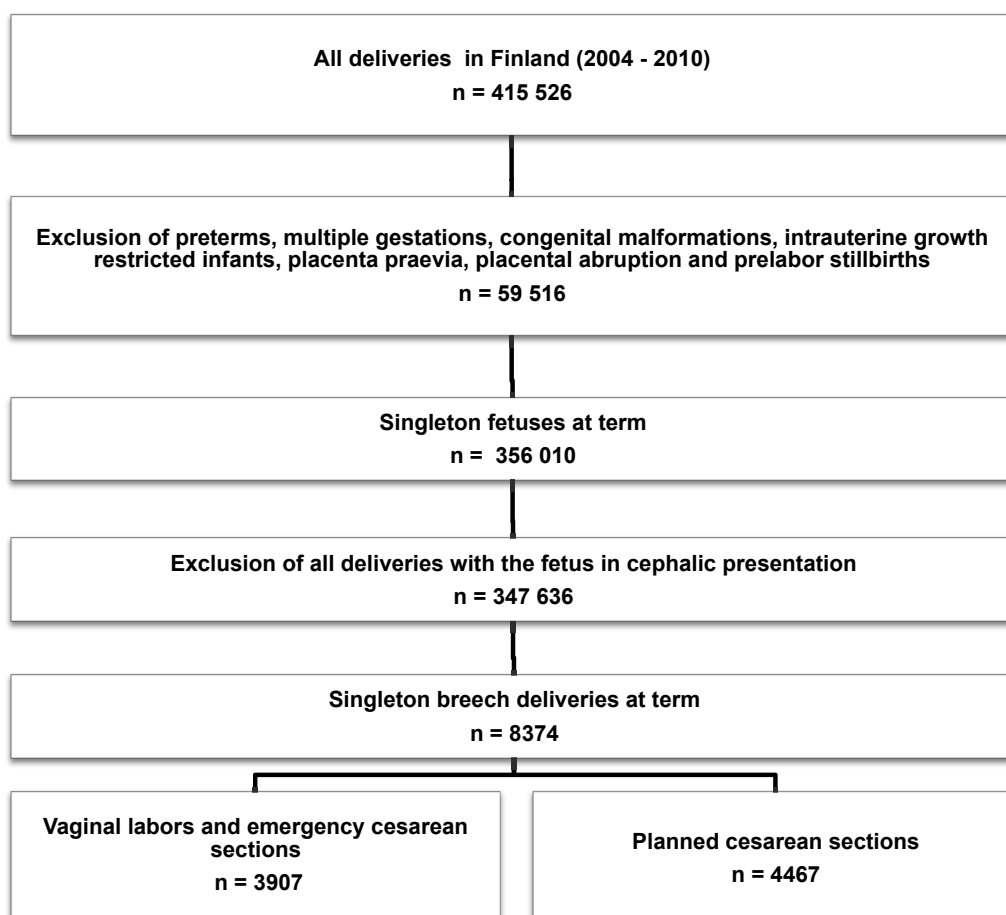 All deliveries  in Finland (2004 - 2010)
n = 415 526
Exclusion of preterms, multiple gestations, congenital malformations, intrauterine growth
restricted infants, placenta praevia, placental abruption and prelabor stillbirths
n = 59 516
Singleton fetuses at term
n =  356 010
Exclusion of all deliveries with the fetus in cephalic presentation
n = 347 636
Singleton breech deliveries at term
n = 8374
Vaginal labors and emergency cesarean
sections
n = 3907
Planned cesarean sections
n = 4467